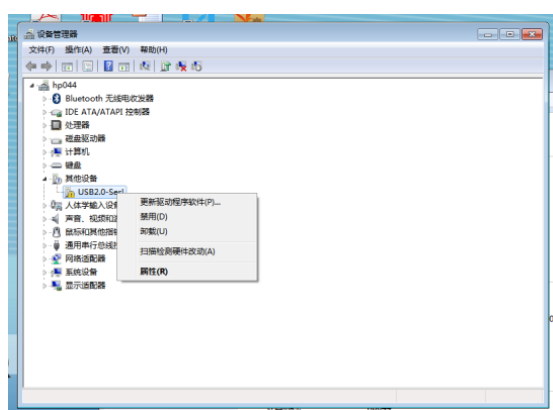 设备管理器
文件(F) 操作(A) 查看(V) 帮助(H)
hp044
Bluetooth 无线电收发器
IDE ATA/ATAPI 控制器
处理器
磁盘驱动器
计算机
键盘
其他设备
USB2.0-Seri
更新驱动程序软件(P)...
人体学输入设备
禁用(D)
声音、视频和
卸载(U)
鼠标和其他指
通用串行总线
扫描检测硬件改动(A)
网络适配器
系统设备
属性(R)
显示适配器